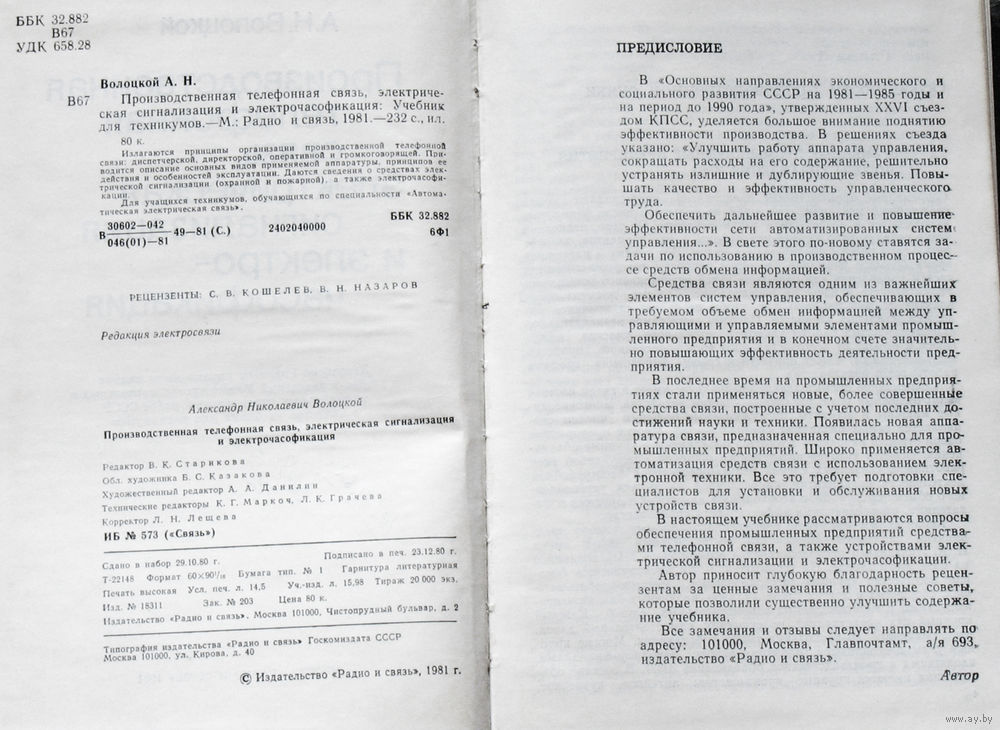 ББК 32.882
В67
УДК 658.28
Волоцкой А. Н.
В67 Производственная телефонная связь, электриче-
ская сигнализация и электрочасофикация: Учебник
для техникумов.—М.: Радио и связь, 1981.—232 с., ил.
80 к.
Излагаются принципы организации производственной телефонной
связи: диспетчерской, директорской, оперативной и громкоговорящей. При-
водится описание основных видов применяемой аппаратуры, принципов ее
действия и особенностей эксплуатации. Даются сведения о средствах элек-
трической сигнализации (охранной и пожарной), а также электрочасофи-
кации.
Для учащихся техникумов, обучающихся по специальности «Автома-
тическая электрическая связь».
В 30602—042
046(01)—81 49—81 (С.) 2402040000
ББК 32.882
6Ф1
РЕЦЕНЗЕНТЫ: С. В. КОШЕЛЕВ, В. Н. НАЗАРОВ
Редакция электросвязи
Александр Николаевич Волоцкой
Производственная телефонная связь, электрическая сигнализация
и электрочасофикация
Редактор В. К. Старикова
Обл. художника Б. С. Казакова
Художественный редактор А. А. Данилин
Технические редакторы К. Г. Маркоч, Л. К. Грачева
Корректор Л. Н. Лещева
ИБ № 573 («Связь»)
Сдано в набор 29.10.80 г. Подписано в печ. 23.12.80 г.
Т-22148 Формат 60×90¹/₁₆ Бумага тип. № 1 Гарнитура литературная
Печать высокая Усл. печ. л. 14,5 Уч.-изд. л. 15,98 Тираж 20 000 экз.
Изд. № 18311 Зак. № 203 Цена 80 к.
Издательство «Радио и связь». Москва 101000, Чистопрудный бульвар, д. 2
Типография издательства «Радио и связь» Госкомиздата СССР
Москва 101000, ул. Кирова, д. 40
© Издательство «Радио и связь», 1981 г.
ПРЕДИСЛОВИЕ
В «Основных направлениях экономического и
социального развития СССР на 1981—1985 годы и
на период до 1990 года», утвержденных XXVI съез-
дом КПСС, уделяется большое внимание поднятию
эффективности производства. В решениях съезда
указано: «Улучшить работу аппарата управления,
сокращать расходы на его содержание, решительно
устранять излишние и дублирующие звенья. Повы-
шать качество и эффективность управленческого
труда.
Обеспечить дальнейшее развитие и повышение
эффективности сети автоматизированных систем
управления...». В свете этого по-новому ставятся за-
дачи по использованию в производственном процес-
се средств обмена информацией.
Средства связи являются одним из важнейших
элементов систем управления, обеспечивающих в
требуемом объеме обмен информацией между уп-
равляющими и управляемыми элементами промыш-
ленного предприятия и в конечном счете значитель-
но повышающих эффективность деятельности пред-
приятия.
В последнее время на промышленных предприя-
тиях стали применяться новые, более совершенные
средства связи, построенные с учетом последних до-
стижений науки и техники. Появилась новая аппа-
ратура связи, предназначенная специально для про-
мышленных предприятий. Широко применяется ав-
томатизация средств связи с использованием элек-
тронной техники. Все это требует подготовки спе-
циалистов для установки и обслуживания новых
устройств связи.
В настоящем учебнике рассматриваются вопросы
обеспечения промышленных предприятий средства-
ми телефонной связи, а также устройствами элек-
трической сигнализации и электрочасофикации.
Автор приносит глубокую благодарность рецен-
зентам за ценные замечания и полезные советы,
которые позволили существенно улучшить содержа-
ние учебника.
Все замечания и отзывы следует направлять по
адресу: 101000, Москва, Главпочтамт, а/я 693,
издательство «Радио и связь».
Автор
www.ay.by